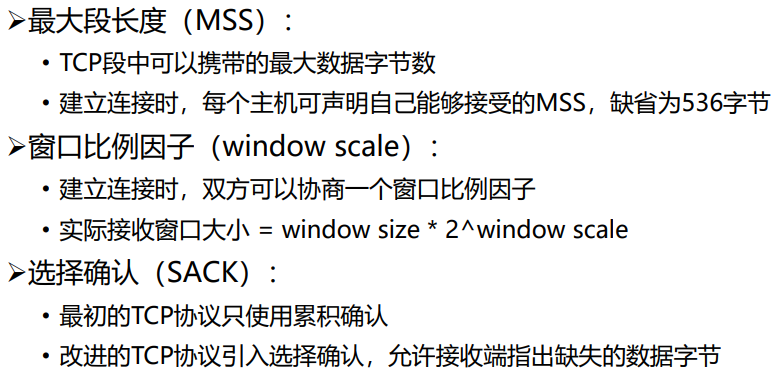 ➢最大段长度（MSS）：
• TCP段中可以携带的最大数据字节数
• 建立连接时，每个主机可声明自己能够接受的MSS，缺省为536字节
➢窗口比例因子（window scale）：
• 建立连接时，双方可以协商一个窗口比例因子
• 实际接收窗口大小 = window size * 2^window scale
➢选择确认（SACK）：
• 最初的TCP协议只使用累积确认
• 改进的TCP协议引入选择确认，允许接收端指出缺失的数据字节